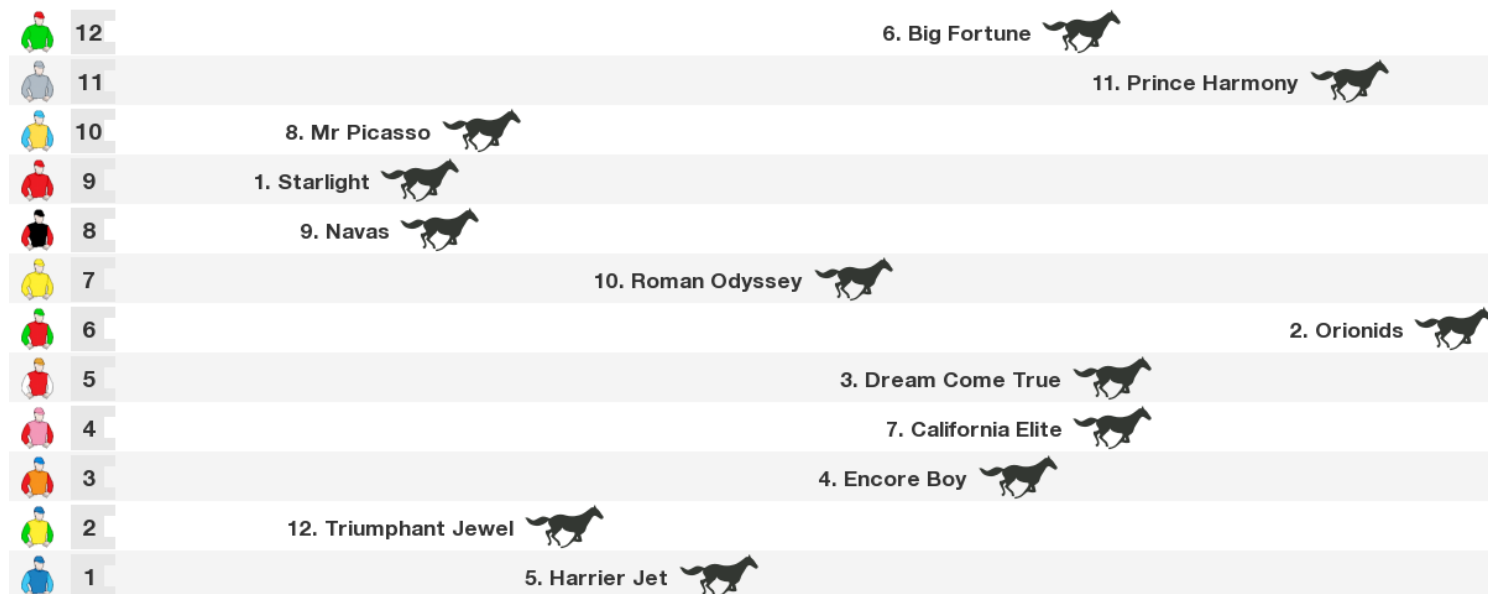 12 6. Big Fortune
11 11. Prince Harmony
10 8. Mr Picasso
9 1. Starlight
8 9. Navas
7 10. Roman Odyssey
6 2. Orionids
5 3. Dream Come True
4 7. California Elite
3 4. Encore Boy
2 12. Triumphant Jewel
1 5. Harrier Jet